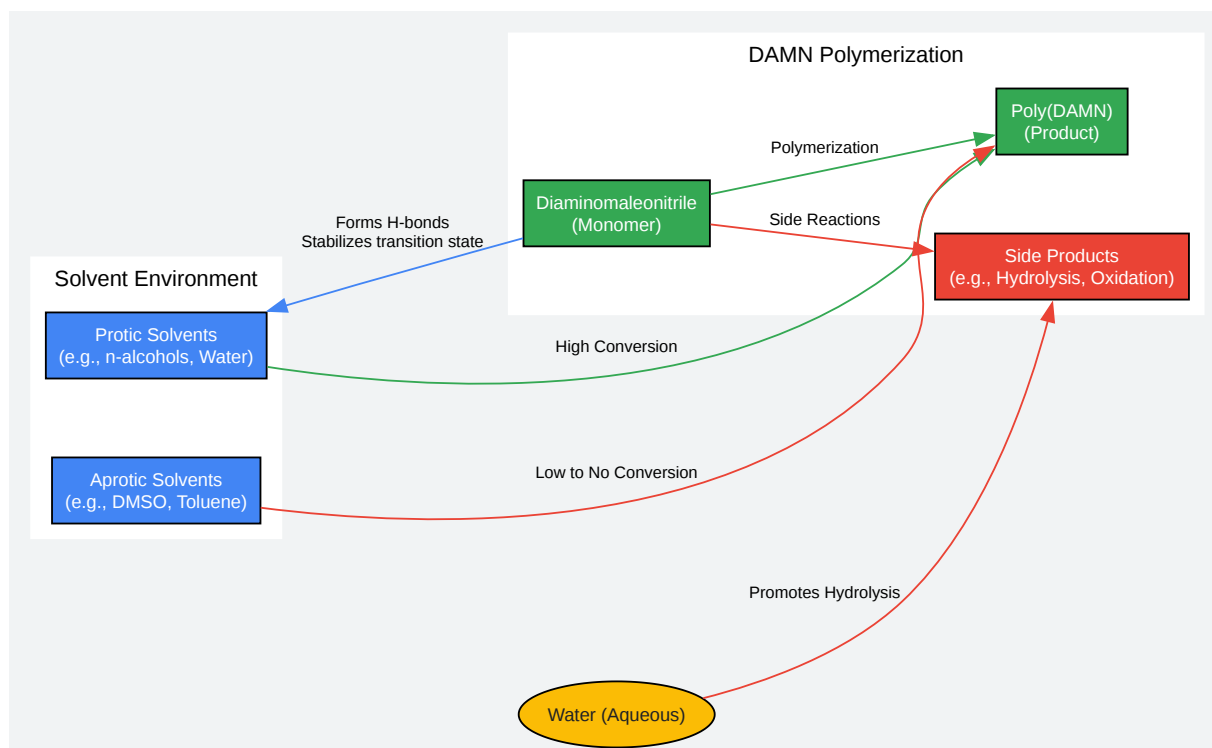 DAMN Polymerization
Poly(DAMN)
(Product)
Polymerization
Diaminomaleonitrile
(Monomer)
Side Reactions
Forms H-bonds
Stabilizes transition state
Side Products
(e.g., Hydrolysis, Oxidation)
Solvent Environment
Protic Solvents
(e.g., n-alcohols, Water)
High Conversion
Aprotic Solvents
(e.g., DMSO, Toluene)
Low to No Conversion
Promotes Hydrolysis
Water (Aqueous)